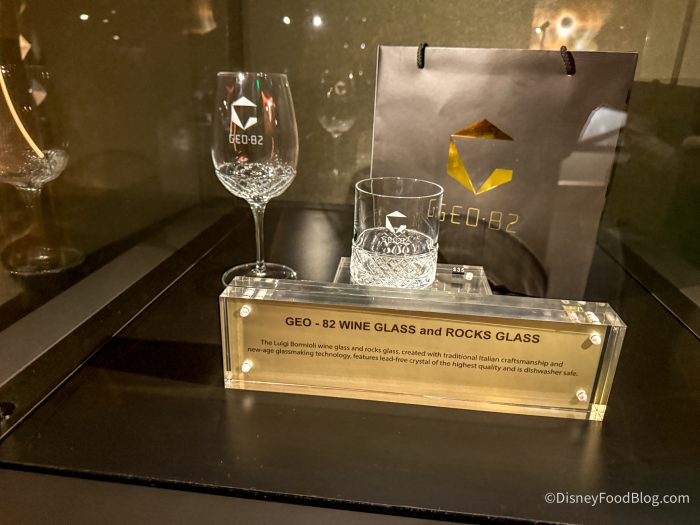 GEO-82
GEO-82
$35
GEO - 82 WINE GLASS and ROCKS GLASS
The Luigi Bormioli wine glass and rocks glass, created with traditional Italian craftsmanship and
new-age glassmaking technology, features lead-free crystal of the highest quality and is dishwasher safe.
©DisneyFoodBlog.com